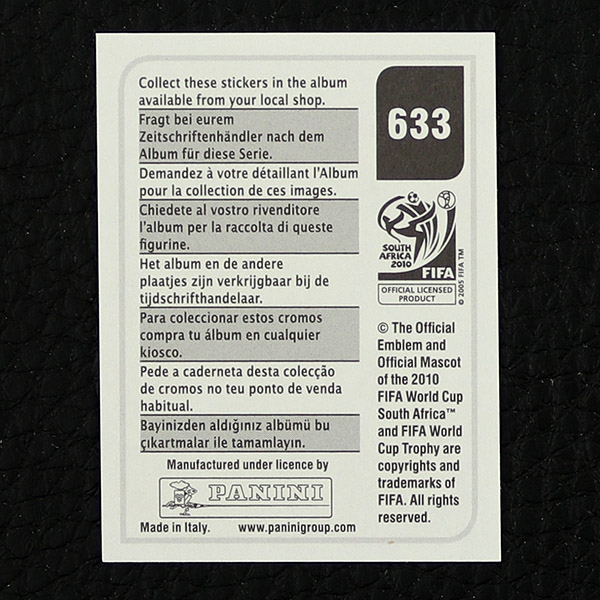 Collect these stickers in the album
available from your local shop.
Fragt bei eurem
Zeitschriftenhändler nach dem
Album für diese Serie.
Demandez à votre détaillant l'Album
pour la collection de ces images.
Chiedete al vostro rivenditore
l'album per la raccolta di queste
figurine.
Het album en de andere
plaatjes zijn verkrijgbaar bij de
tijdschrifthandelaar.
Para coleccionar estos cromos
compra tu álbum en cualquier
kiosco.
Pede a caderneta desta colecção
de cromos no teu ponto de venda
habitual.
Bayinizden aldığınız albümü bu
çıkartmalar ile tamamlayın.
Manufactured under licence by
PANINI
Made in Italy. www.paninigroup.com
633
SOUTH
AFRICA
2010
FIFA
© 2005 FIFA TM
OFFICIAL LICENSED
PRODUCT
© The Official
Emblem and
Official Mascot
of the 2010
FIFA World Cup
South Africa™
and FIFA World
Cup Trophy are
copyrights and
trademarks of
FIFA. All rights
reserved.